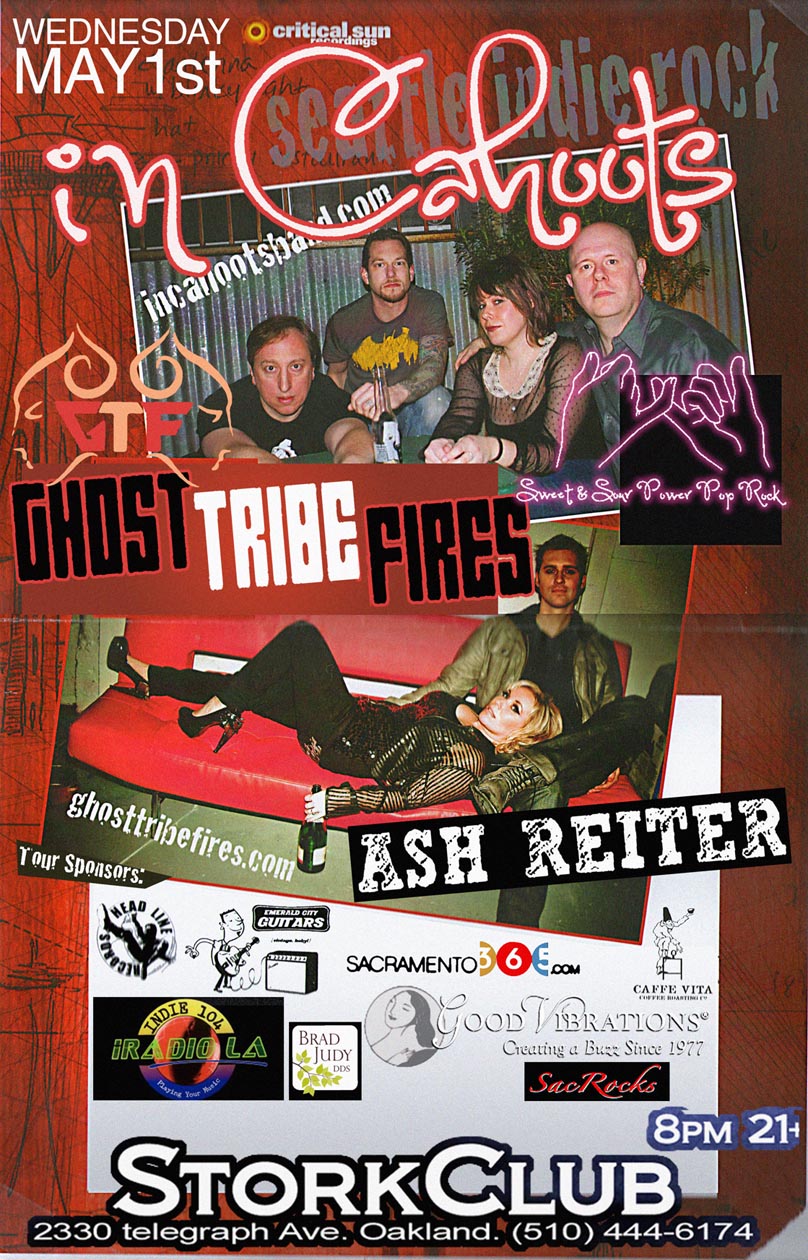 WEDNESDAY
MAY1st
critical sun
recordings
seattle indie rock
in Cahoots
incahootsband.com
GTF
GHOST TRIBE FIRES
Sweet & Sour Power Pop Rock
ghosttribefires.com
ASH REITER
Tour Sponsors:
HEAD LINE
RECORDS
EMERALD CITY
GUITARS
(vintage, baby!)
SACRAMENTO365.COM
CAFFE VITA
COFFEE ROASTING CO
INDIE 104
iRADIO LA
Playing Your Music
BRAD
JUDY
DDS
GOOD VIBRATIONS®
Creating a Buzz Since 1977
SacRocks
8PM 21+
STORKCLUB
2330 telegraph Ave. Oakland. (510) 444-6174